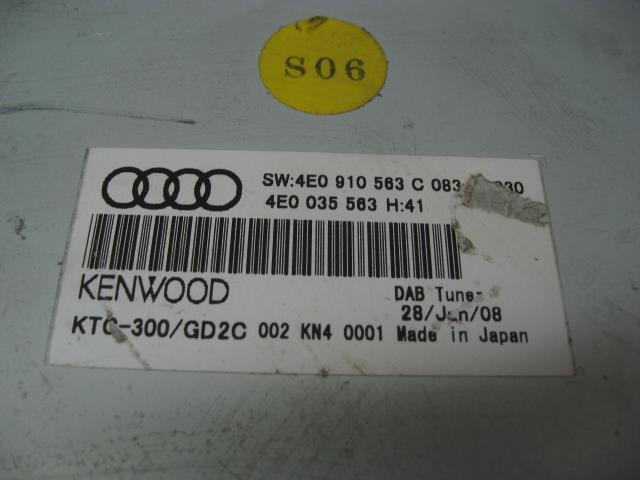 S06
SW:4E0 910 563 C 083
4E0 035 563 H:41
KENWOOD
DAB
28/Jan/08
KTC-300/GD2C 002 KN4 0001 Made in Japan